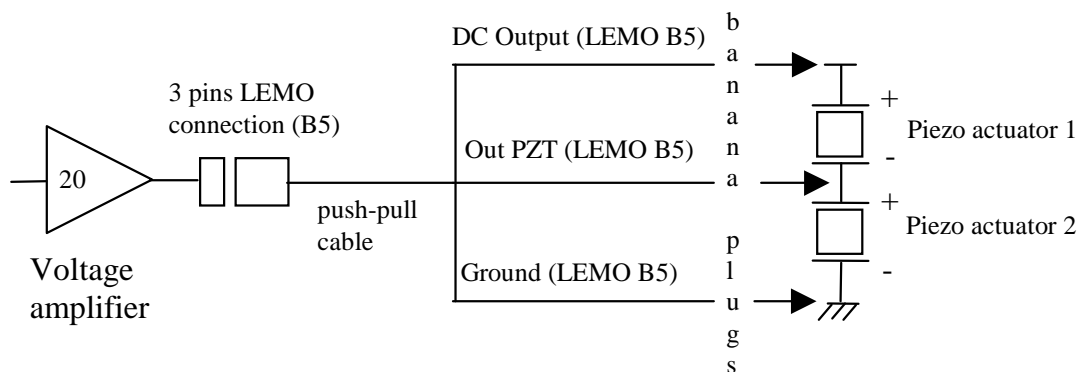 DC Output (LEMO B5)
3 pins LEMO
connection (B5)
20
Out PZT (LEMO B5)
push-pull
cable
Ground (LEMO B5)
Voltage
amplifier
b
a
n
a
n
a
p
l
u
g
s
+
Piezo actuator 1
-
+
Piezo actuator 2
-